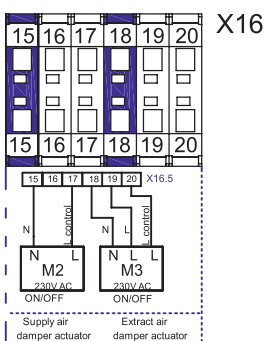 X16
15 16 17 18 19 20
15 16 17 18 19 20
15 16 17 18 19 20 X16.5
N L control N L L control
N L N L L
M2 M3
230V AC 230V AC
ON/OFF ON/OFF
Supply air Extract air
damper actuator damper actuator